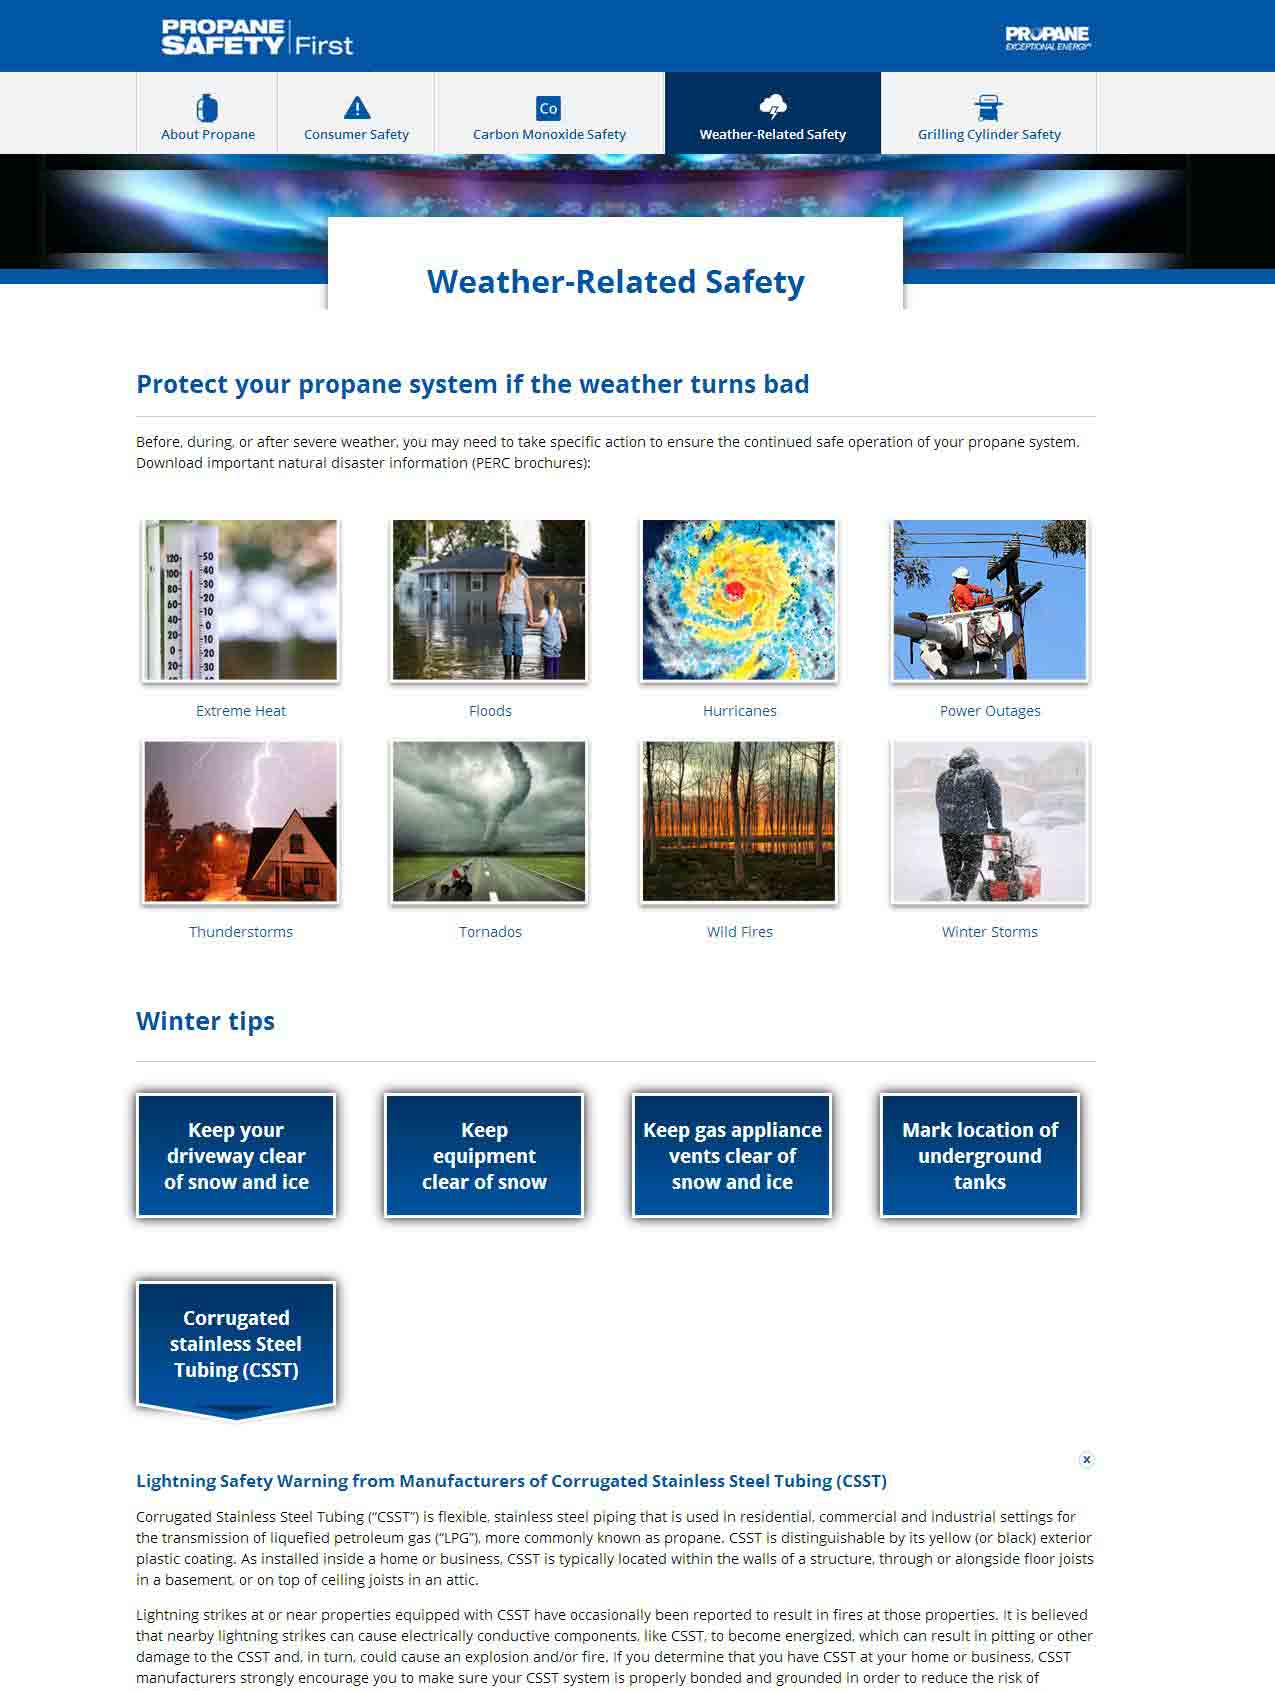 PROPANE
SAFETY First
PROPANE
EXCEPTIONAL ENERGY
About Propane
Consumer Safety
Co
Carbon Monoxide Safety
Weather-Related Safety
Grilling Cylinder Safety
Weather-Related Safety
Protect your propane system if the weather turns bad
Before, during, or after severe weather, you may need to take specific action to ensure the continued safe operation of your propane system.
Download important natural disaster information (PERC brochures):
Extreme Heat
Floods
Hurricanes
Power Outages
Thunderstorms
Tornados
Wild Fires
Winter Storms
Winter tips
Keep your
driveway clear
of snow and ice
Keep
equipment
clear of snow
Keep gas appliance
vents clear of
snow and ice
Mark location of
underground
tanks
Corrugated
stainless Steel
Tubing (CSST)
x
Lightning Safety Warning from Manufacturers of Corrugated Stainless Steel Tubing (CSST)
Corrugated Stainless Steel Tubing (“CSST”) is flexible, stainless steel piping that is used in residential, commercial and industrial settings for
the transmission of liquefied petroleum gas (“LPG”), more commonly known as propane. CSST is distinguishable by its yellow (or black) exterior
plastic coating. As installed inside a home or business, CSST is typically located within the walls of a structure, through or alongside floor joists
in a basement, or on top of ceiling joists in an attic.
Lightning strikes at or near properties equipped with CSST have occasionally been reported to result in fires at those properties. It is believed
that nearby lightning strikes can cause electrically conductive components, like CSST, to become energized, which can result in pitting or other
damage to the CSST and, in turn, could cause an explosion and/or fire. If you determine that you have CSST at your home or business, CSST
manufacturers strongly encourage you to make sure your CSST system is properly bonded and grounded in order to reduce the risk of